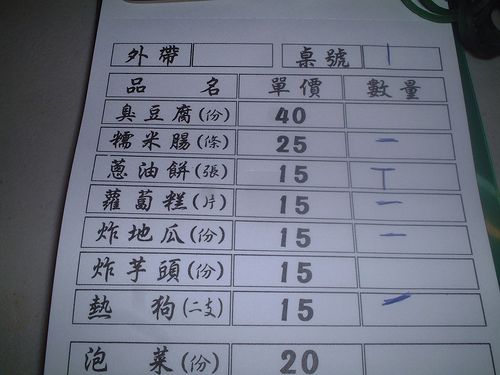 外帶 桌號 1
品名 單價 數量
臭豆腐(份) 40
糯米腸(條) 25 一
蔥油餅(張) 15 T
蘿蔔糕(片) 15 一
炸地瓜(份) 15 一
炸芋頭(份) 15
熱狗(二支) 15 一
泡菜(份) 20